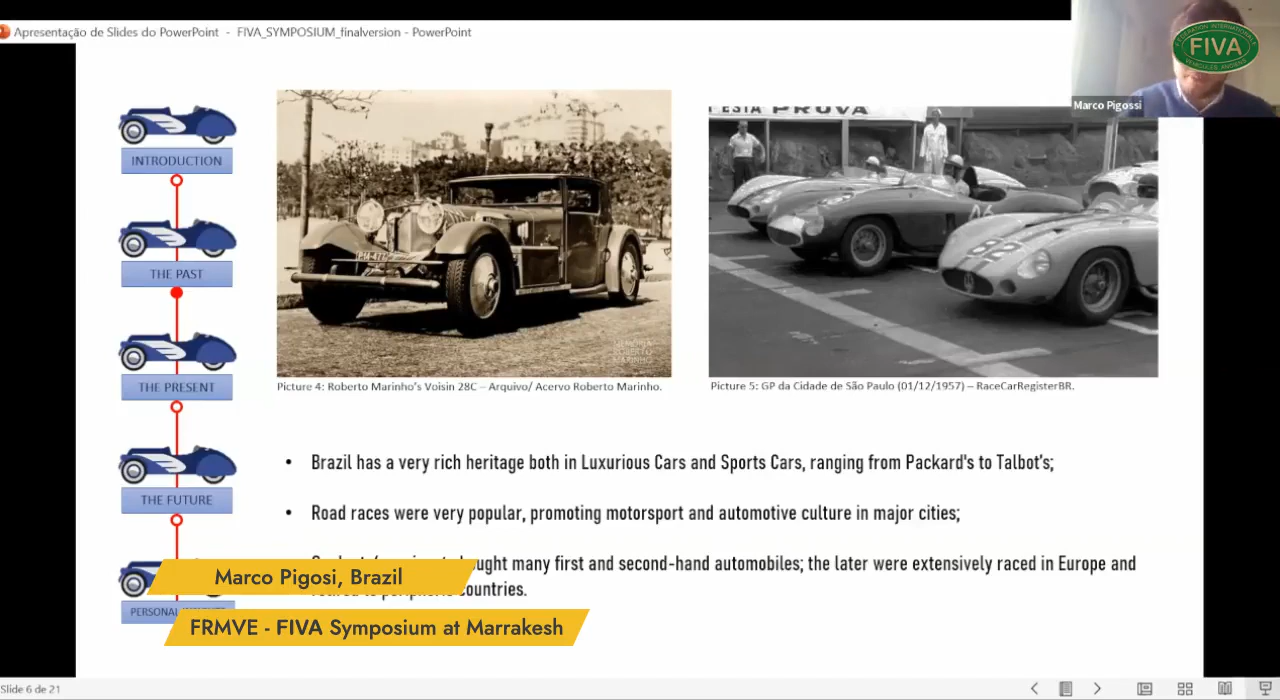 Apresentação de Slides do PowerPoint - FIVA_SYMPOSIUM_finalversion - PowerPoint
FIVA
Marco Pigossi
INTRODUCTION
THE PAST
THE PRESENT
THE FUTURE
PERSONAL
PROVA
82
MEMÓRIA
ROBERTO
MARINHO
Picture 4: Roberto Marinho's Voisin 28C – Arquivo/ Acervo Roberto Marinho.
Picture 5: GP da Cidade de São Paulo (01/12/1957) – RaceCarRegisterBR.
• Brazil has a very rich heritage both in Luxurious Cars and Sports Cars, ranging from Packard's to Talbot's;
• Road races were very popular, promoting motorsport and automotive culture in major cities;
many first and second-hand automobiles; the later were extensively raced in Europe and
countries.
Marco Pigosi, Brazil
FRMVE - FIVA Symposium at Marrakesh
Slide 6 de 21